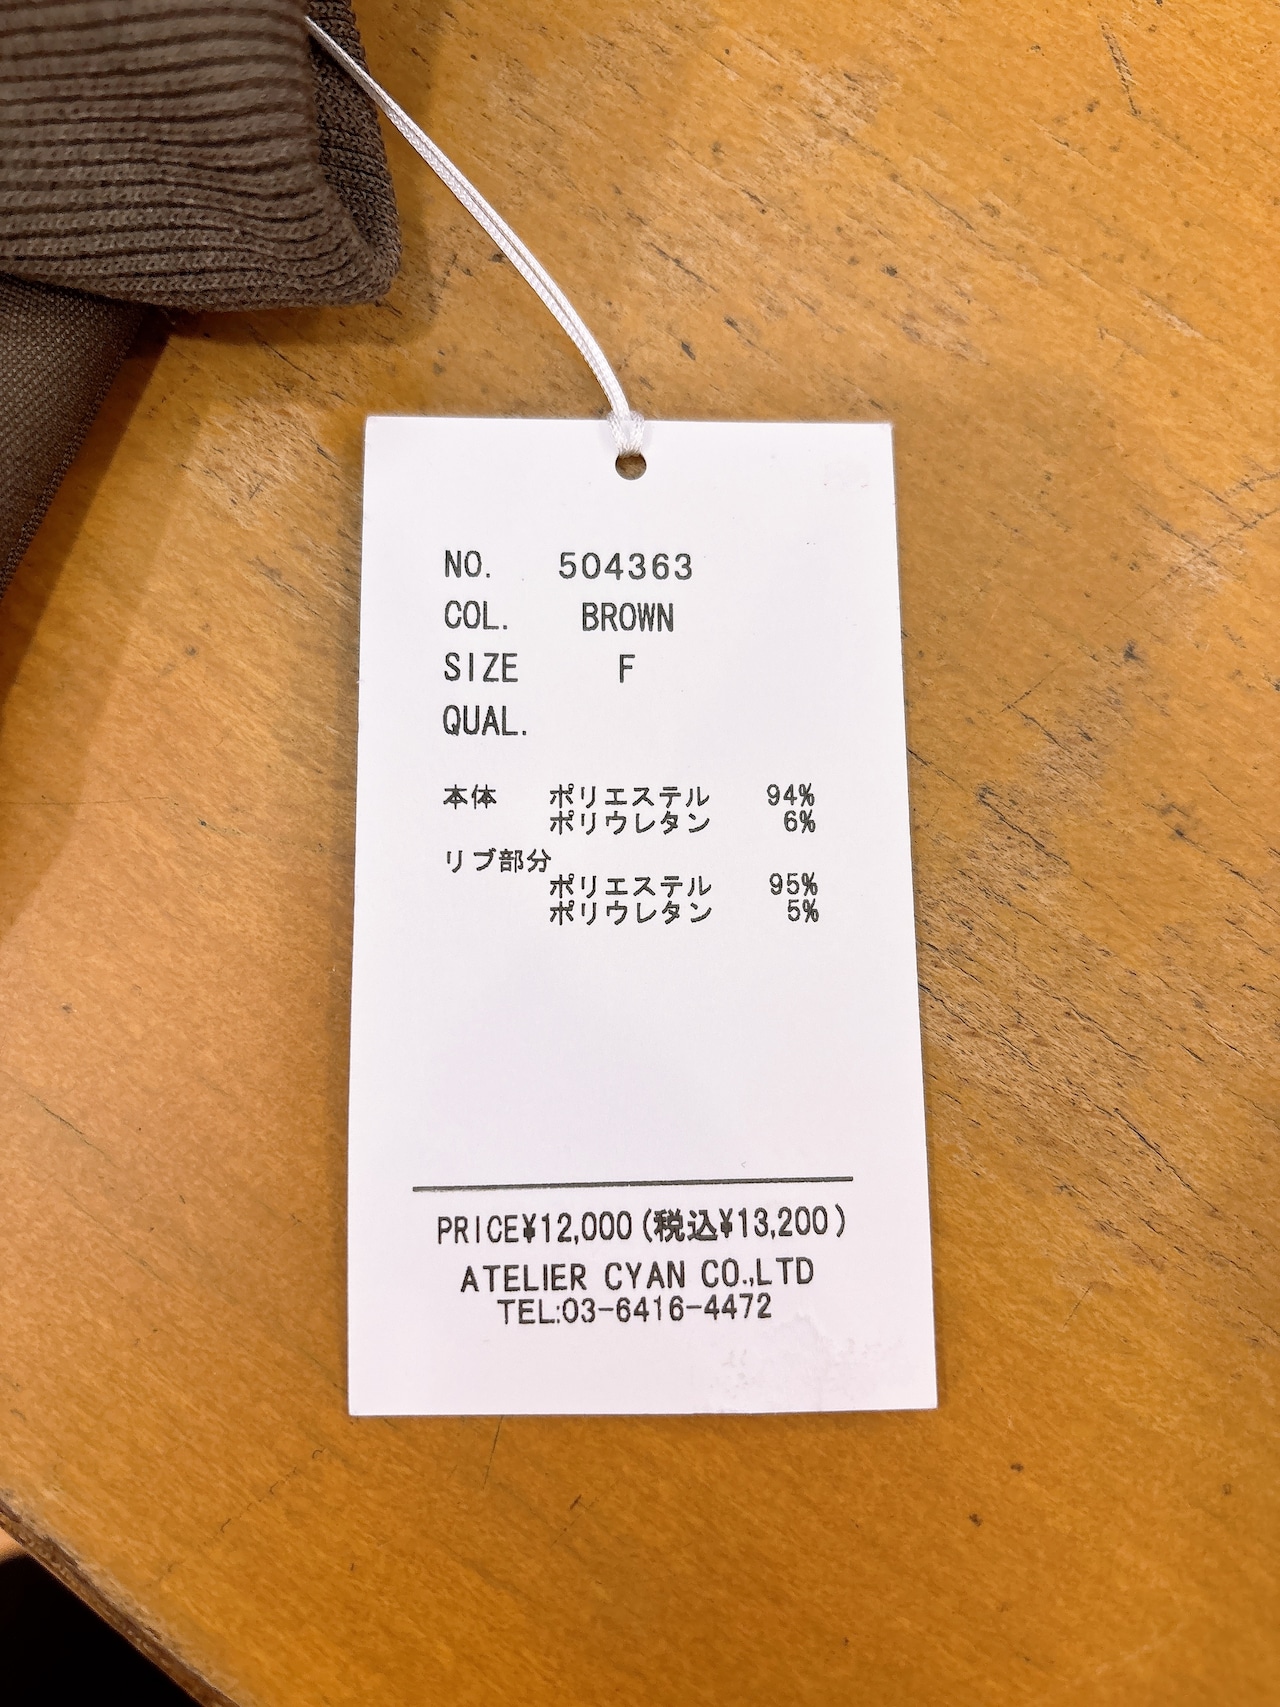 NO. 504363
COL. BROWN
SIZE F
QUAL.
本体 ポリエステル 94%
ポリウレタン 6%
リブ部分
ポリエステル 95%
ポリウレタン 5%
PRICE¥12,000(税込¥13,200)
ATELIER CYAN CO.,LTD
TEL:03-6416-4472